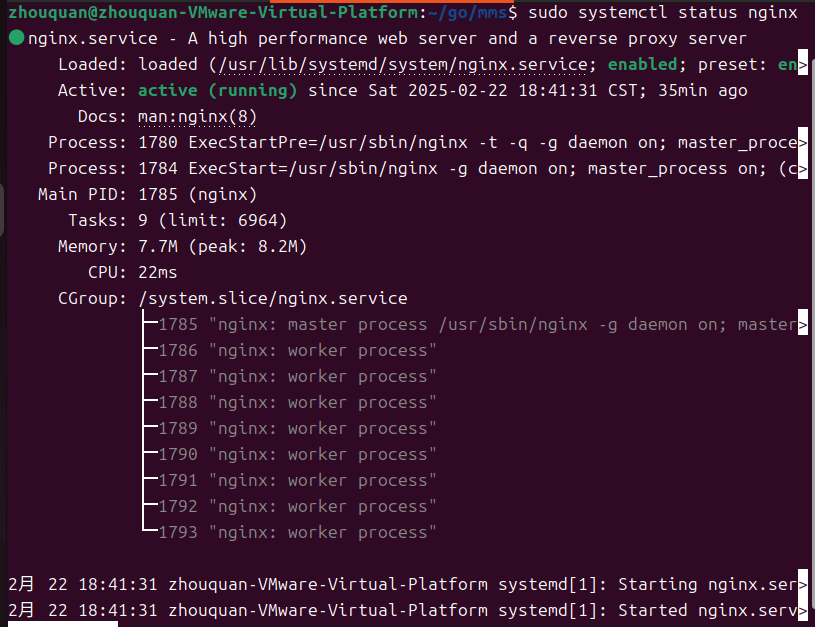 zhouquan@zhouquan-VMware-Virtual-Platform:~/go/mms$ sudo systemctl status nginx
nginx.service - A high performance web server and a reverse proxy server
Loaded: loaded (/usr/lib/systemd/system/nginx.service; enabled; preset: en>
Active: active (running) since Sat 2025-02-22 18:41:31 CST; 35min ago
Docs: man:nginx(8)
Process: 1780 ExecStartPre=/usr/sbin/nginx -t -q -g daemon on; master_proce>
Process: 1784 ExecStart=/usr/sbin/nginx -g daemon on; master_process on; (c>
Main PID: 1785 (nginx)
Tasks: 9 (limit: 6964)
Memory: 7.7M (peak: 8.2M)
CPU: 22ms
CGroup: /system.slice/nginx.service
├─1785 "nginx: master process /usr/sbin/nginx -g daemon on; master>
├─1786 "nginx: worker process"
├─1787 "nginx: worker process"
├─1788 "nginx: worker process"
├─1789 "nginx: worker process"
├─1790 "nginx: worker process"
├─1791 "nginx: worker process"
├─1792 "nginx: worker process"
└─1793 "nginx: worker process"
2月 22 18:41:31 zhouquan-VMware-Virtual-Platform systemd[1]: Starting nginx.ser>
2月 22 18:41:31 zhouquan-VMware-Virtual-Platform systemd[1]: Started nginx.serv>